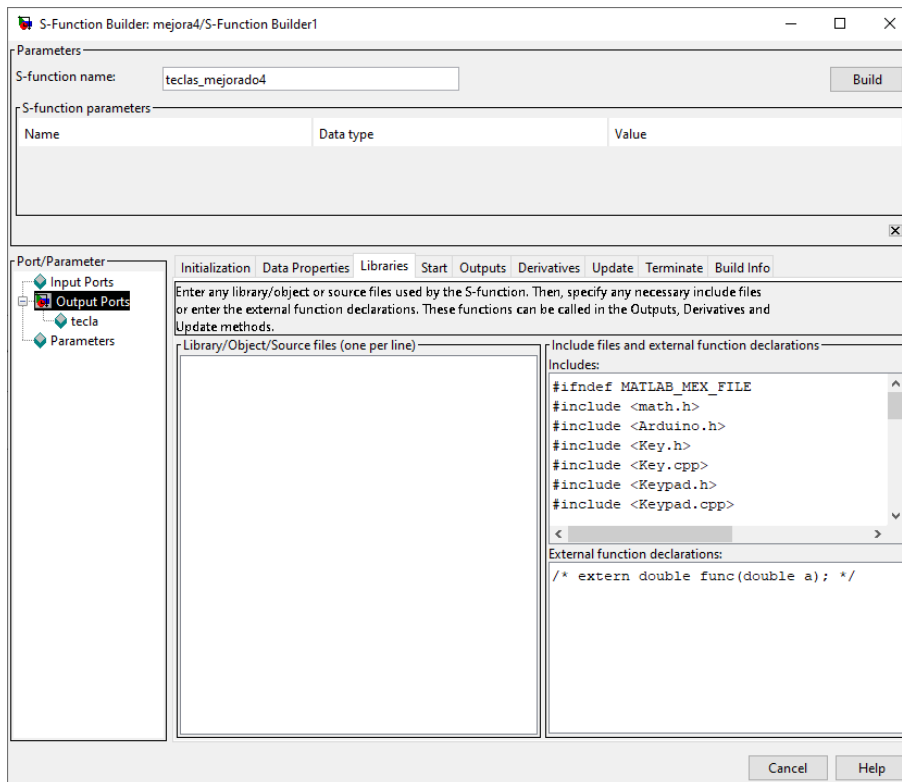 S-Function Builder: mejora4/S-Function Builder1
Parameters
S-function name: teclas_mejorado4 Build
S-function parameters
Name Data type Value
Port/Parameter
Input Ports
Output Ports
tecla
Parameters
Initialization Data Properties Libraries Start Outputs Derivatives Update Terminate Build Info
Enter any library/object or source files used by the S-function. Then, specify any necessary include files
or enter the external function declarations. These functions can be called in the Outputs, Derivatives and
Update methods.
Library/Object/Source files (one per line)
Include files and external function declarations
Includes:
#ifndef MATLAB_MEX_FILE
#include <math.h>
#include <Arduino.h>
#include <Key.h>
#include <Key.cpp>
#include <Keypad.h>
#include <Keypad.cpp>
External function declarations:
/* extern double func(double a); */
Cancel Help